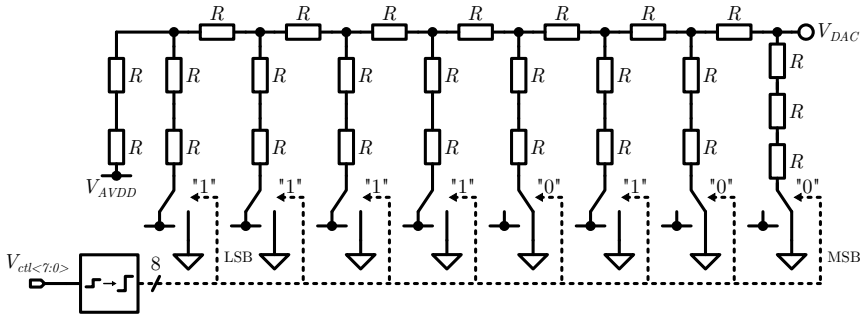 R R R R R R R V_DAC
R R R R R R R R R
R
R R R R R R R R
R
V_AVDD
"1" "1" "1" "1" "0" "1" "0" "0"
V_ctl<7:0> 8 LSB MSB